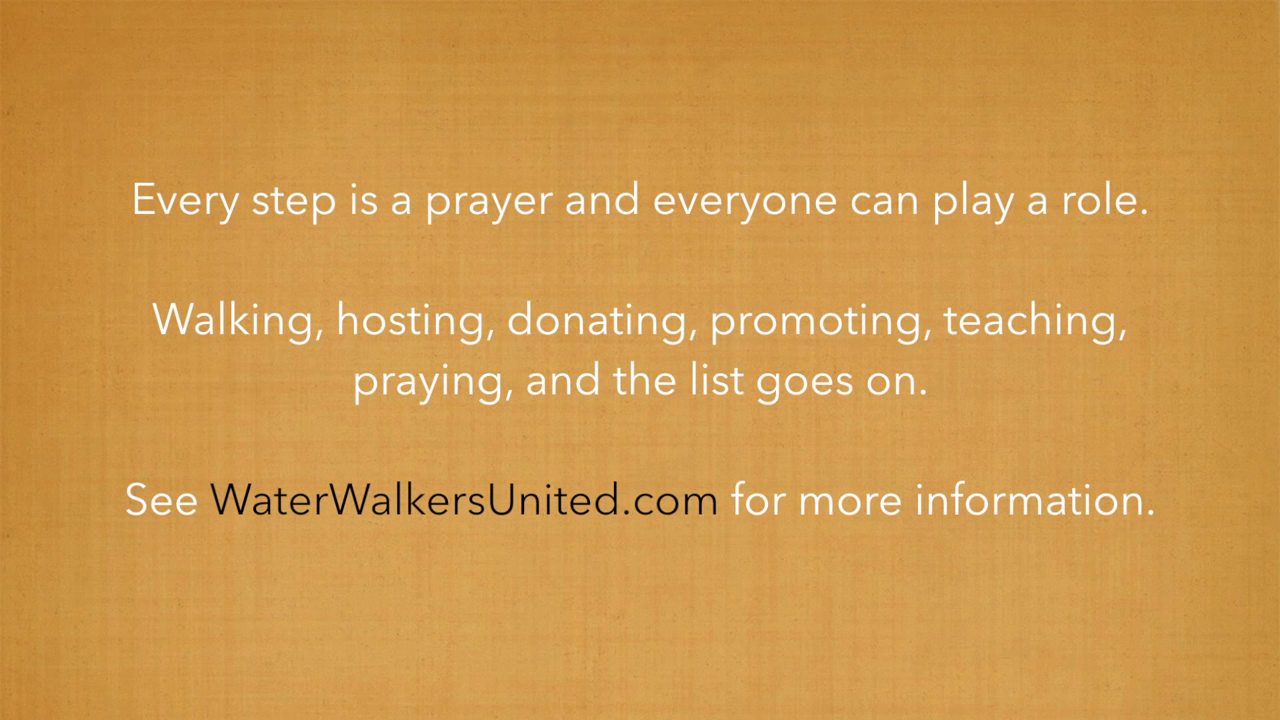 Every step is a prayer and everyone can play a role.
Walking, hosting, donating, promoting, teaching,
praying, and the list goes on.
See WaterWalkersUnited.com for more information.